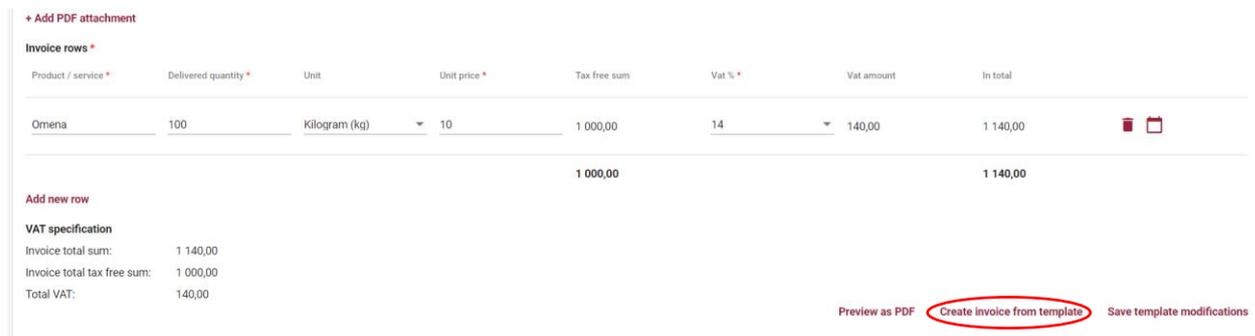 + Add PDF attachment
Invoice rows *
Product / service * Delivered quantity * Unit Unit price * Tax free sum Vat % * Vat amount In total
Omena 100 Kilogram (kg) 10 1 000,00 14 140,00 1 140,00
1 000,00 1 140,00
Add new row
VAT specification
Invoice total sum: 1 140,00
Invoice total tax free sum: 1 000,00
Total VAT: 140,00
Preview as PDF Create invoice from template Save template modifications